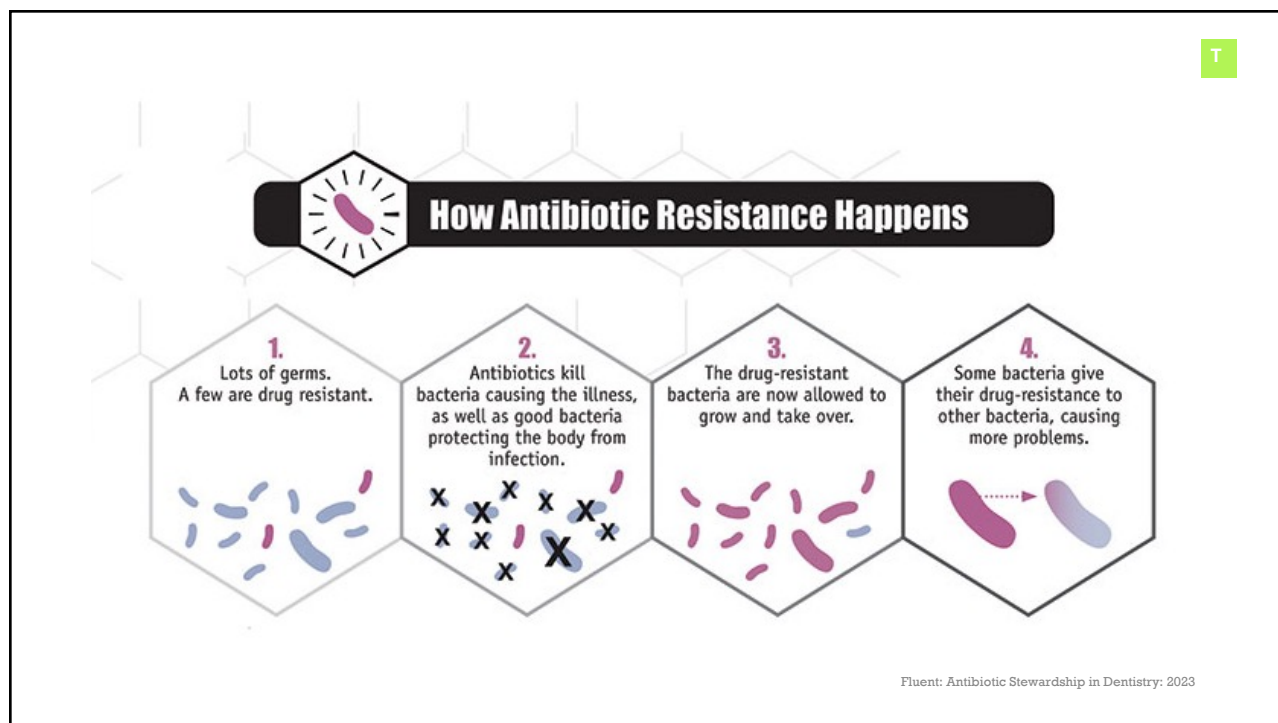 T
How Antibiotic Resistance Happens
1.
Lots of germs.
A few are drug resistant.
2.
Antibiotics kill
bacteria causing the illness,
as well as good bacteria
protecting the body from
infection.
X X X X X X X X X X
3.
The drug-resistant
bacteria are now allowed to
grow and take over.
4.
Some bacteria give
their drug-resistance to
other bacteria, causing
more problems.
Fluent: Antibiotic Stewardship in Dentistry: 2023